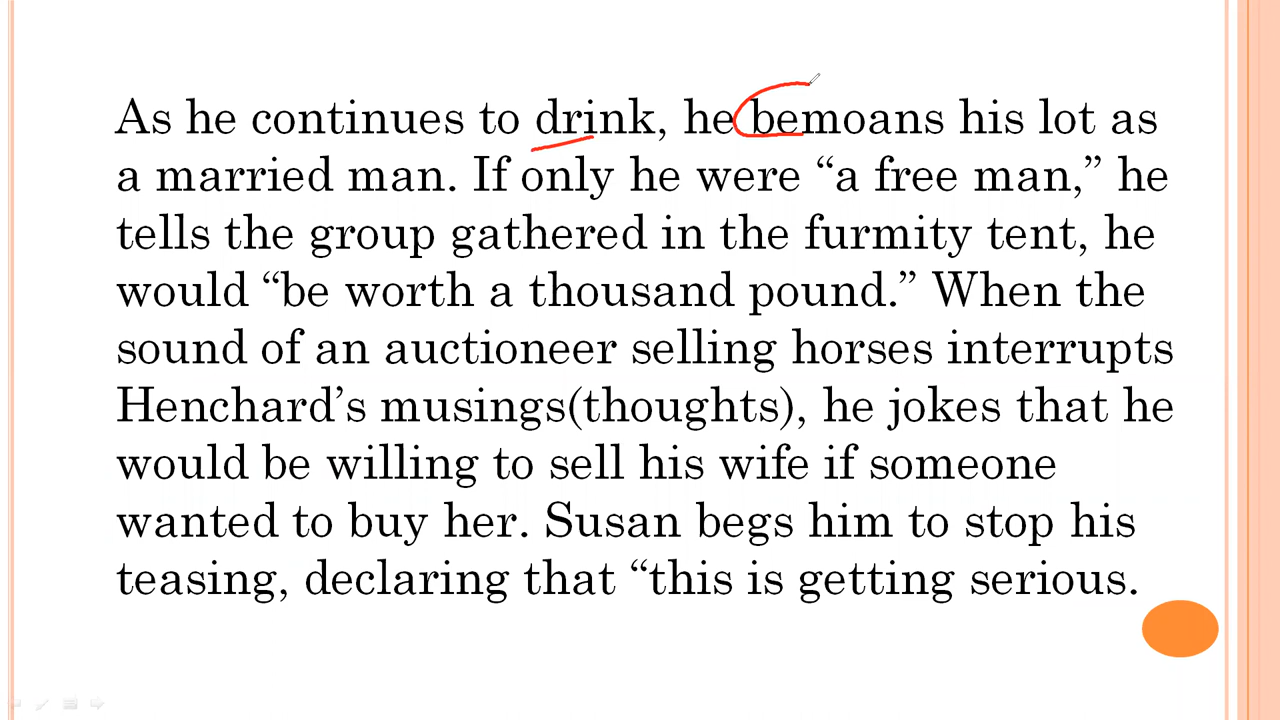 As he continues to drink, he bemoans his lot as
a married man. If only he were “a free man,” he
tells the group gathered in the furmity tent, he
would “be worth a thousand pound.” When the
sound of an auctioneer selling horses interrupts
Henchard’s musings(thoughts), he jokes that he
would be willing to sell his wife if someone
wanted to buy her. Susan begs him to stop his
teasing, declaring that “this is getting serious.